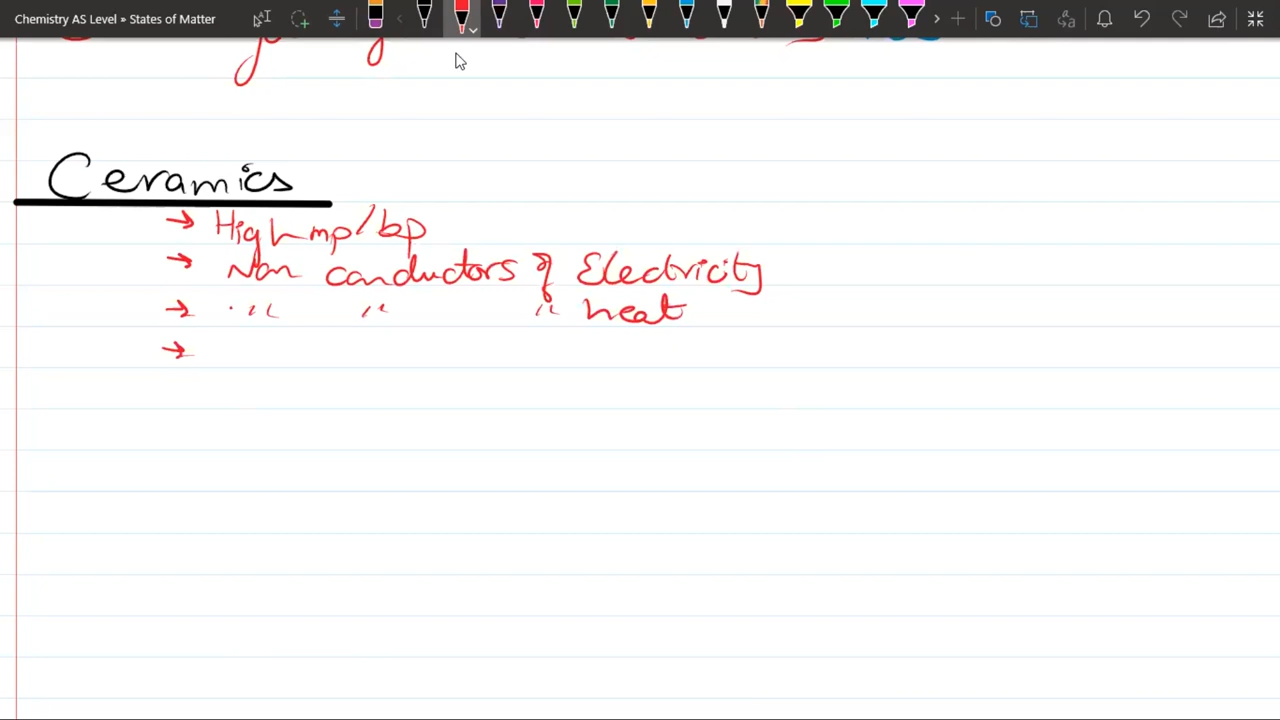 Chemistry AS Level » States of Matter
Ceramics
→ High mp/bp
→ Non conductors of Electricity
→ " " " heat
→